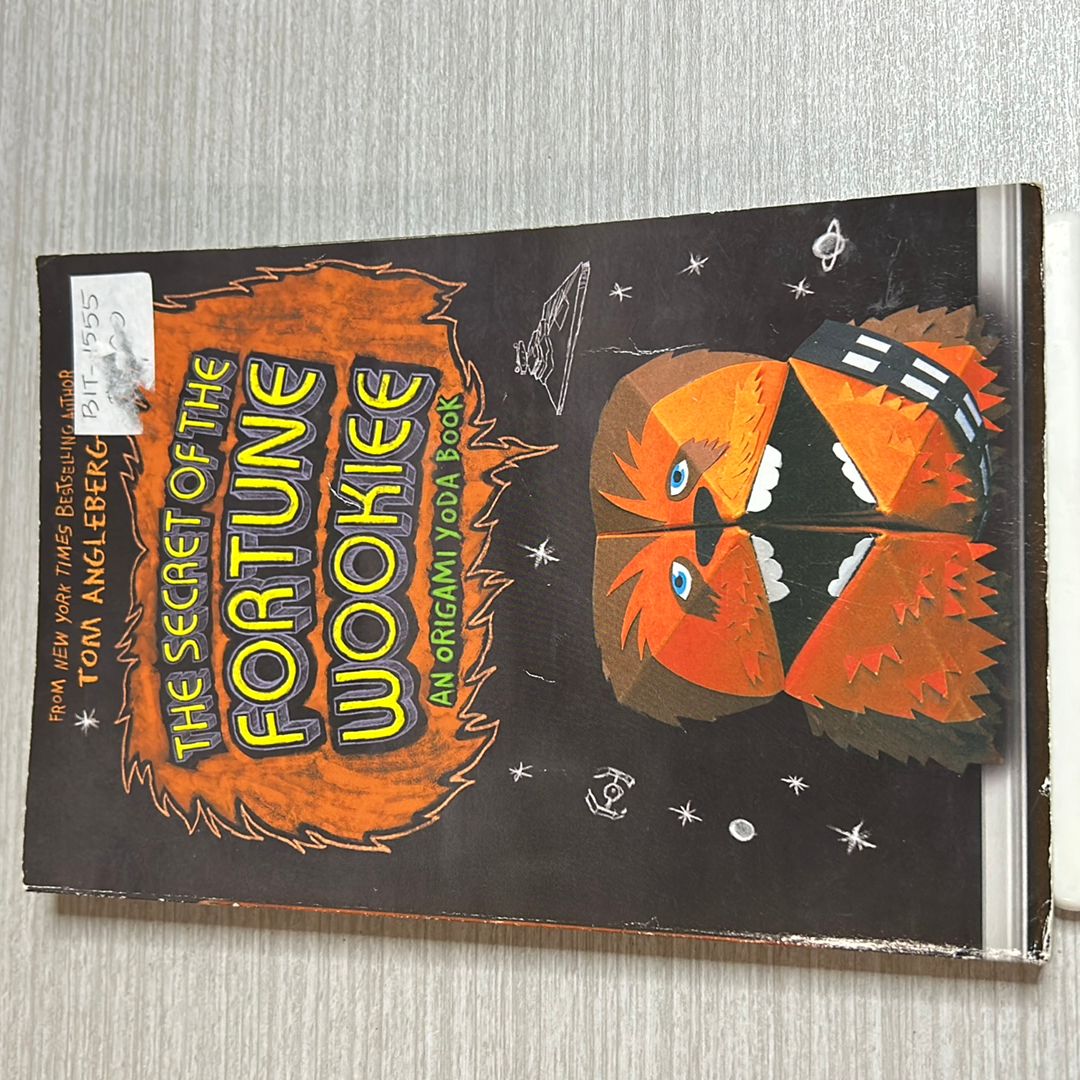 FROM NEW YORK TIMES BESTSELLING AUTHOR
TOM ANGLEBERG
BIT-1555
THE SECRET OF THE
FORTUNE
WOOKIEE
AN ORIGAMI YODA BOOK